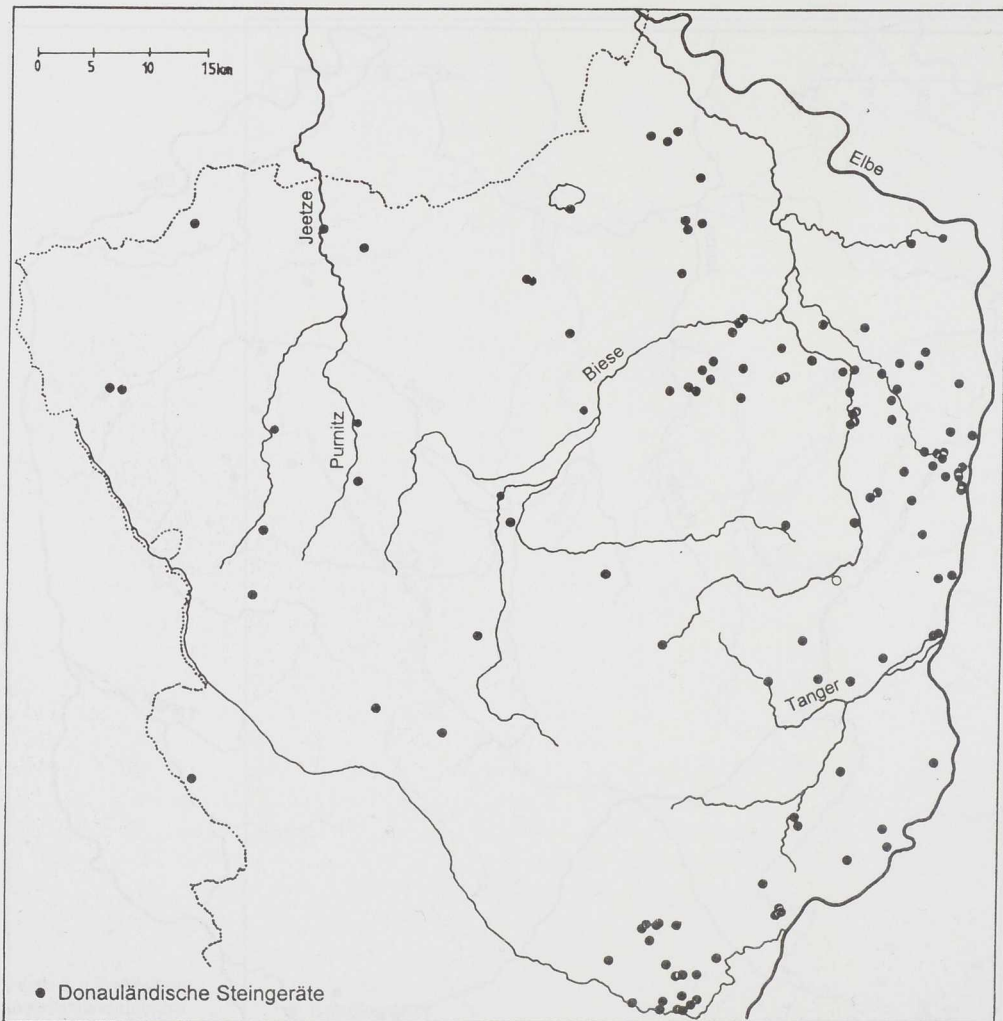 0 5 10 15km
Elbe
Jeetze
Biese
Purnitz
Tanger
Donauländische Steingeräte